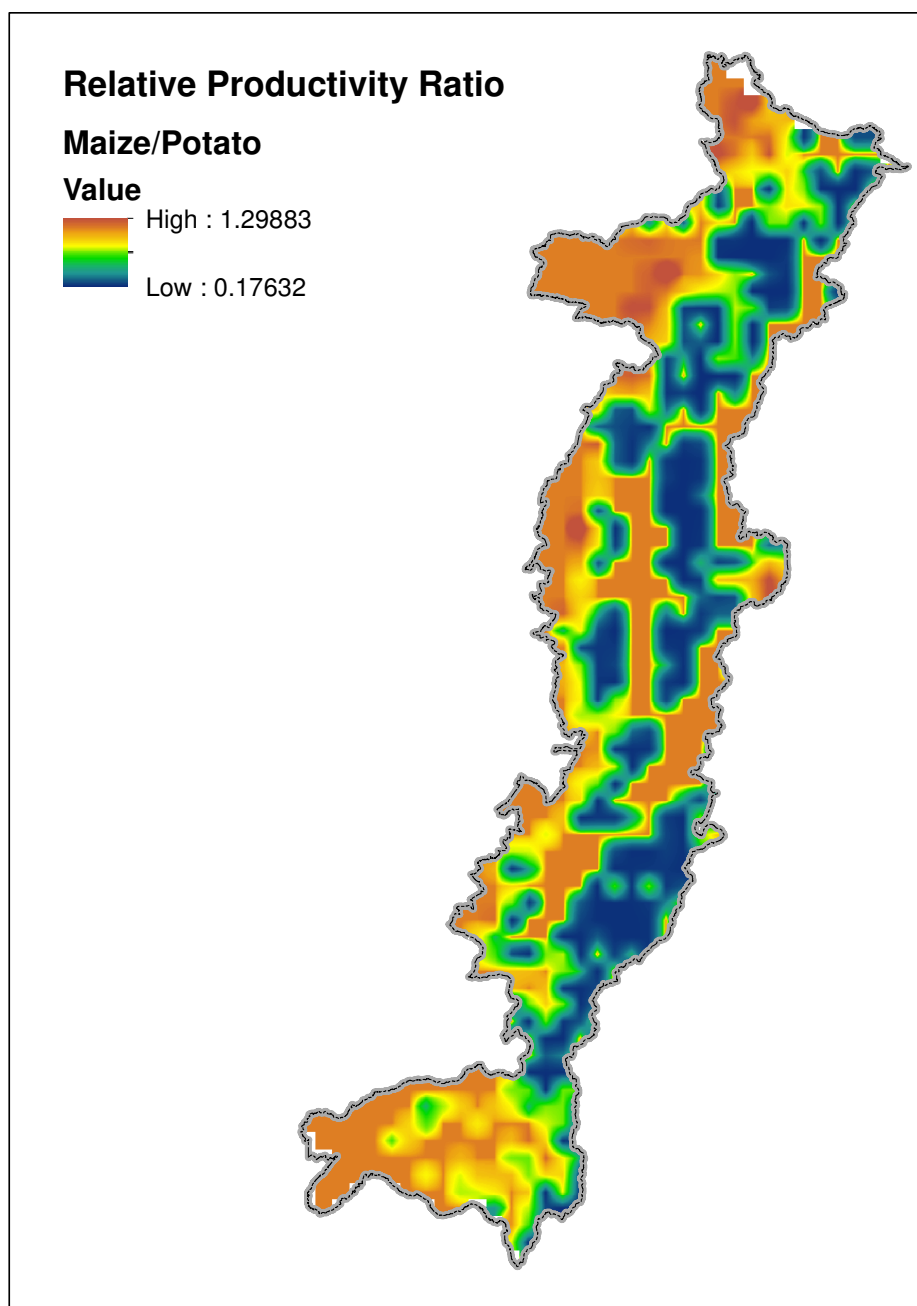 Relative Productivity Ratio
Maize/Potato
Value
High : 1.29883
Low : 0.17632